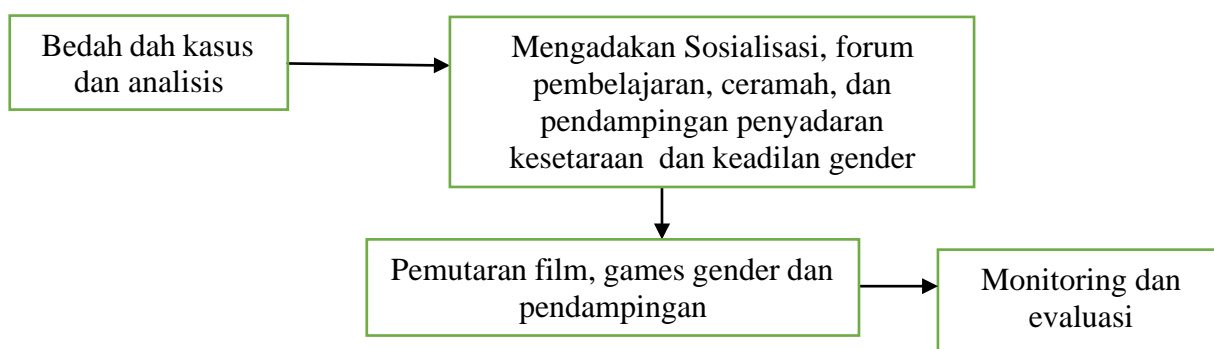 Bedah dah kasus
dan analisis
Mengadakan Sosialisasi, forum
pembelajaran, ceramah, dan
pendampingan penyadaran
kesetaraan dan keadilan gender
Pemutaran film, games gender dan
pendampingan
Monitoring dan
evaluasi